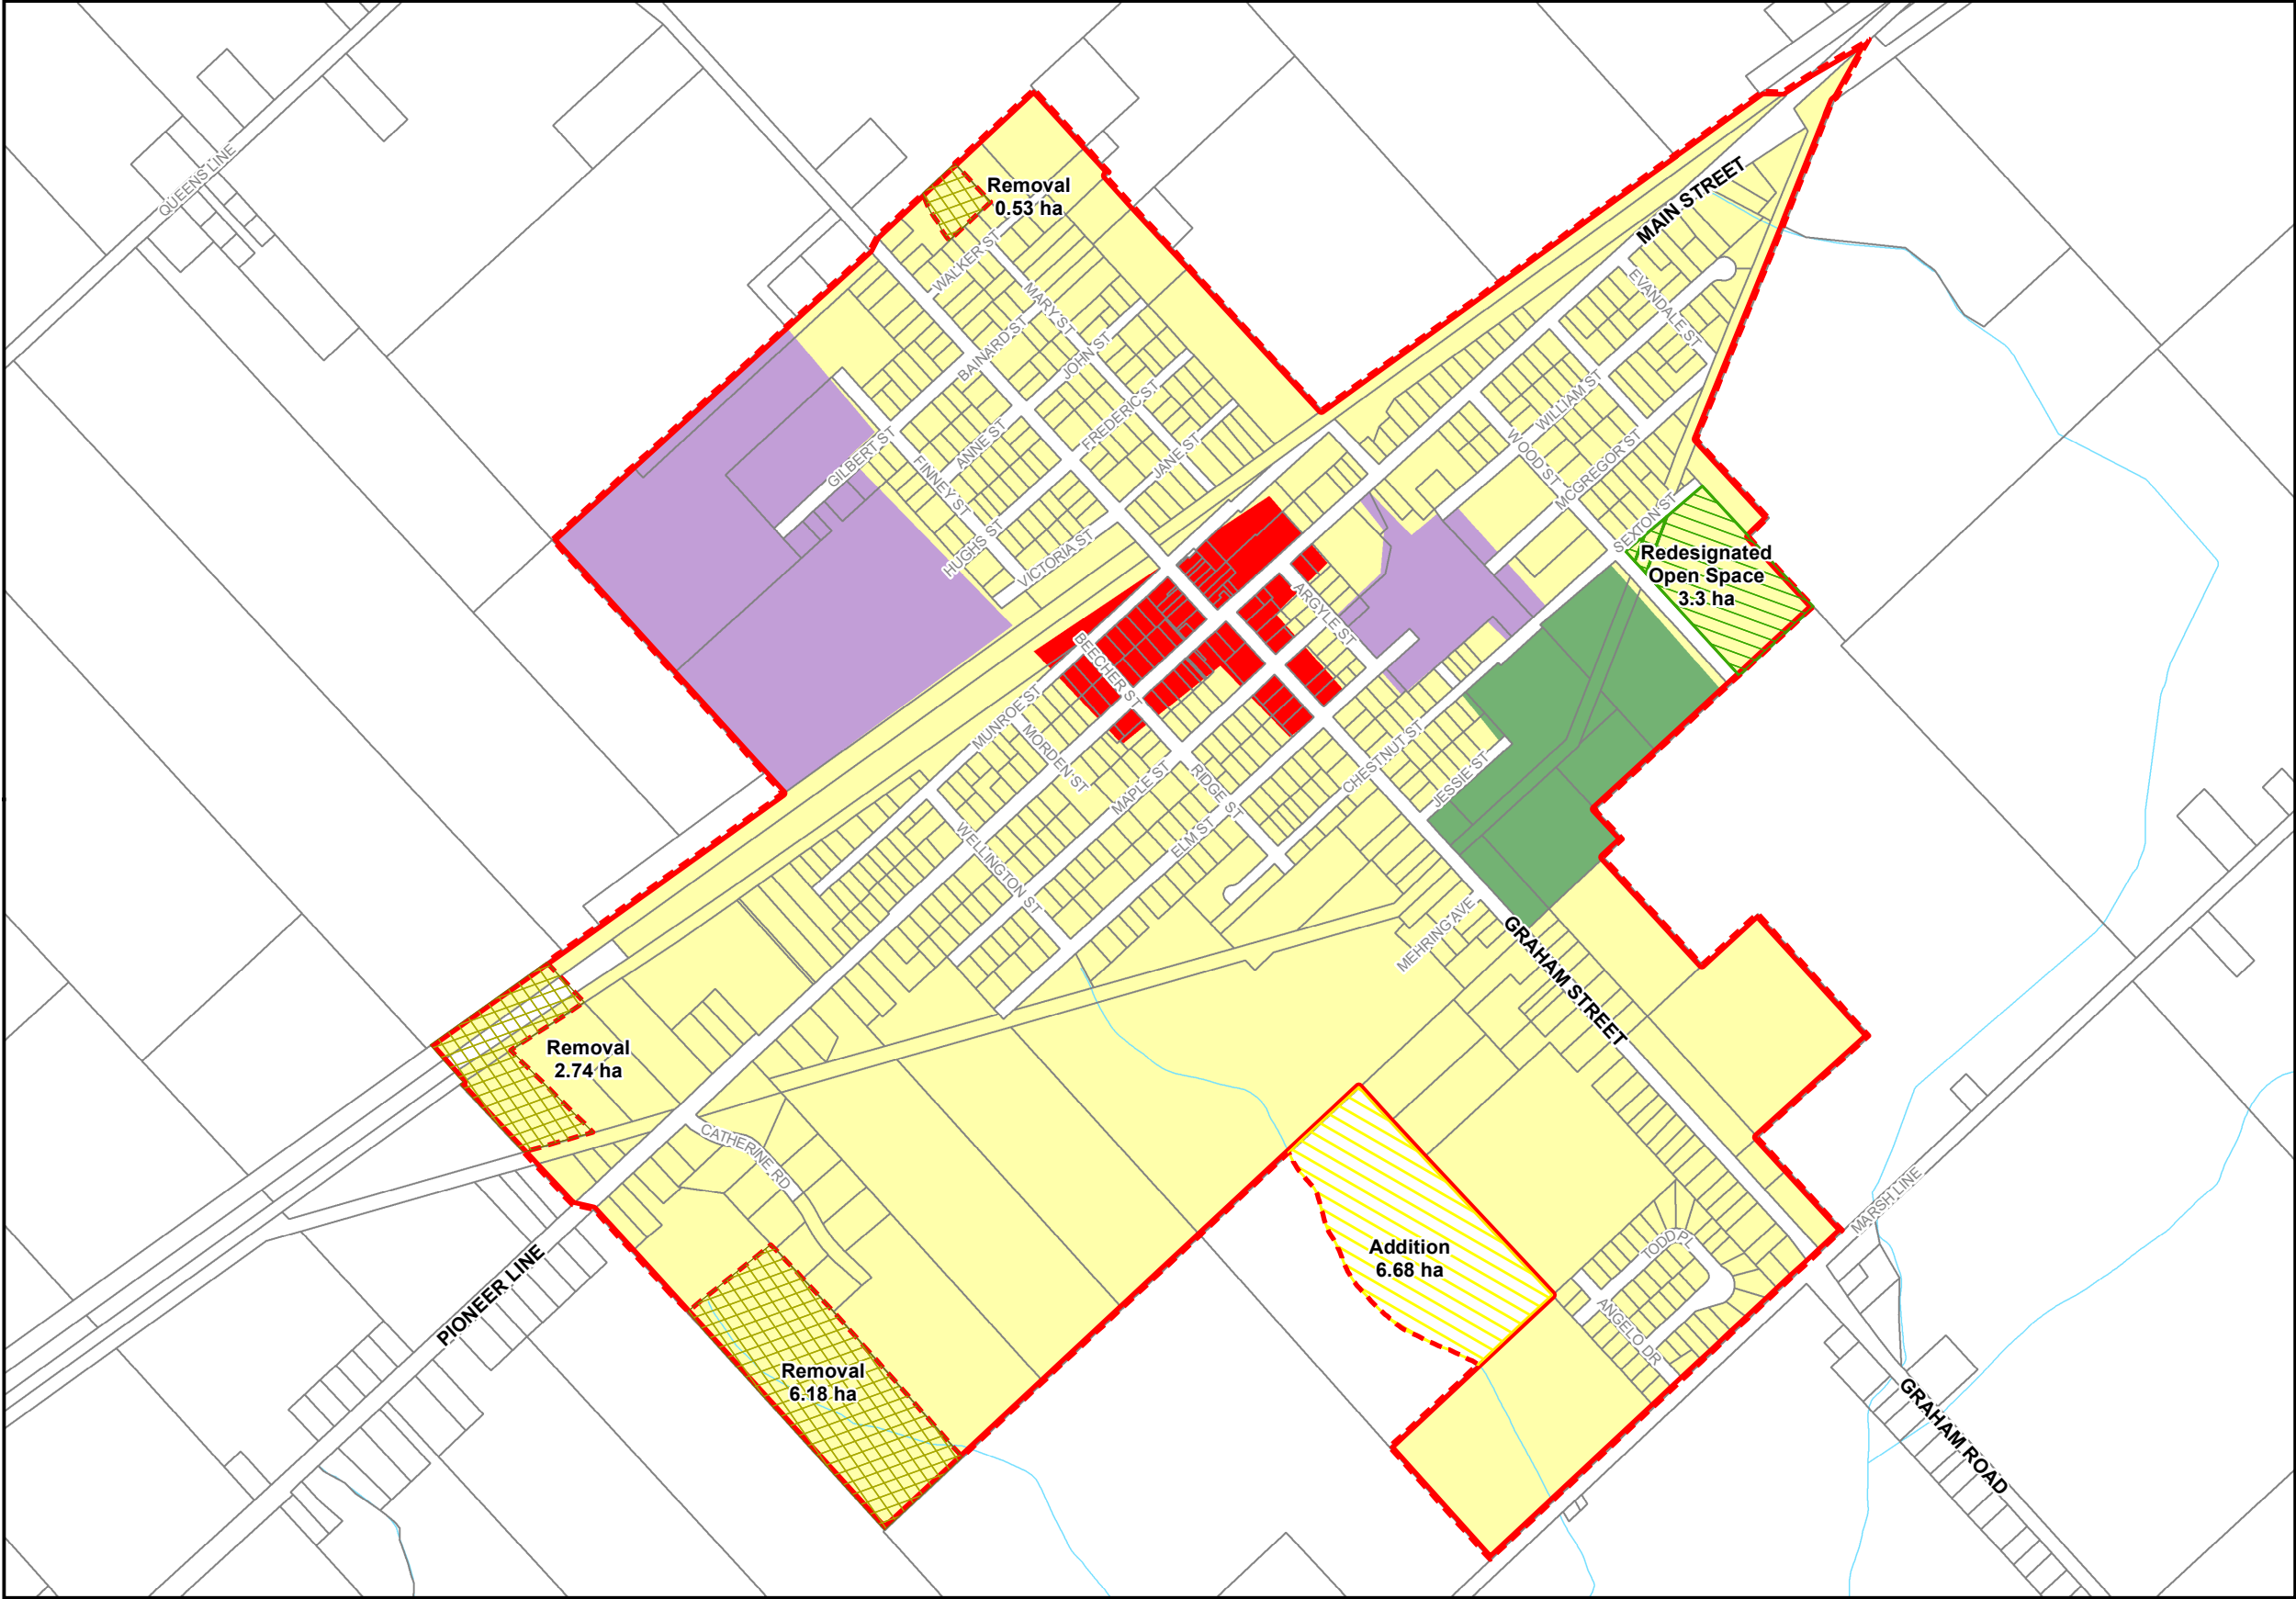 QUEENS LINE
Removal
0.53 ha
MAIN STREET
WALKER ST
MARY ST
EVANDALE ST
BAINARD ST
JOHN ST
FREDERIC ST
WILLIAM ST
GILBERT ST
ANNE ST
JANE ST
WOOD ST
FINNEY ST
MCGREGOR ST
HUGHS ST
VICTORIA ST
SEXTON ST
Redesignated
Open Space
3.3 ha
ARGYLE ST
BEECHER ST
MUNROE ST
MORDEN ST
MAPLE ST
RIDGE ST
CHESTNUT ST
JESSIE ST
WELLINGTON ST
ELM ST
MEHRING AVE
GRAHAM STREET
Removal
2.74 ha
CATHERINE RD
MARSH LINE
Addition
6.68 ha
TODD PL
ANGELO DR
PIONEER LINE
Removal
6.18 ha
GRAHAM ROAD